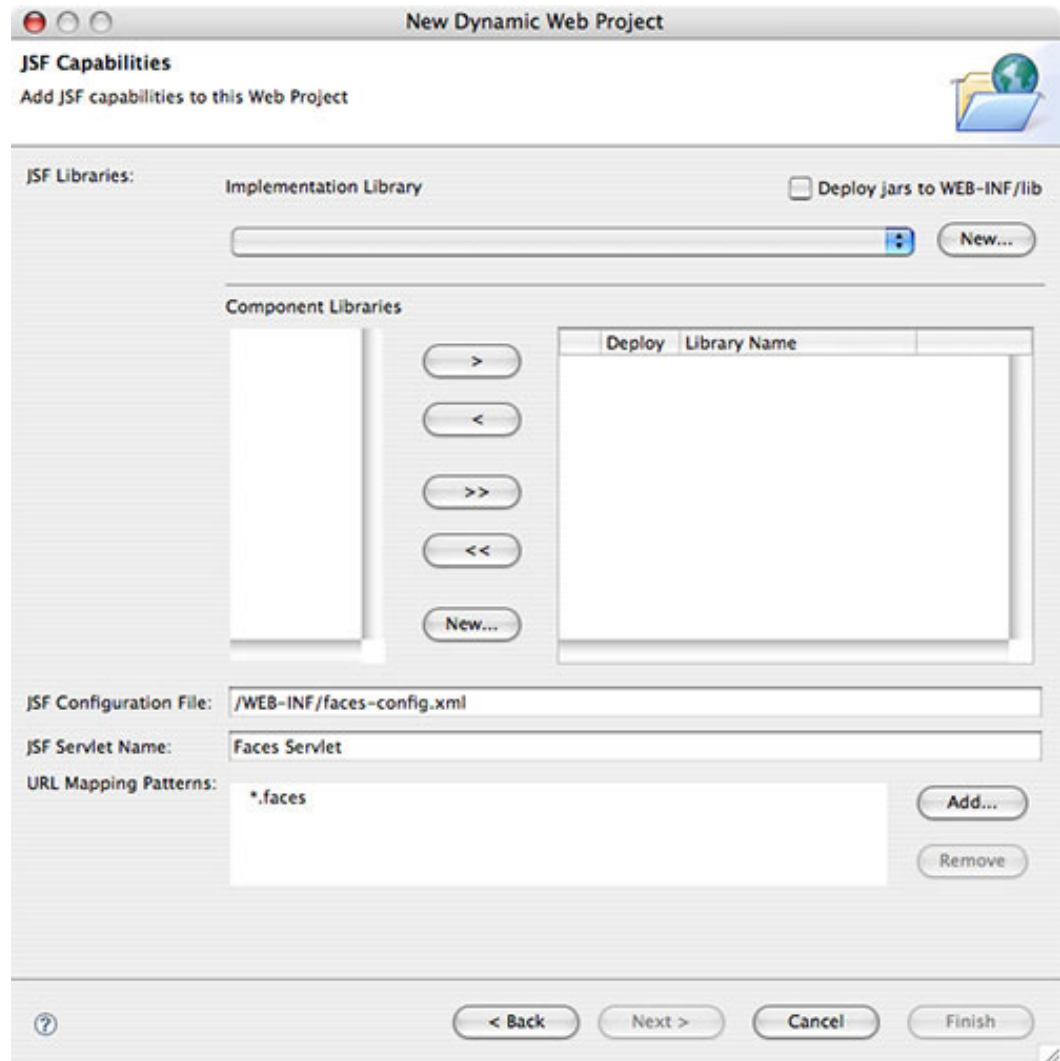 New Dynamic Web Project
JSF Capabilities
Add JSF capabilities to this Web Project
JSF Libraries:
Implementation Library
Deploy jars to WEB-INF/lib
New...
Component Libraries
Deploy Library Name
>
<
>>
<<
New...
JSF Configuration File: /WEB-INF/faces-config.xml
JSF Servlet Name: Faces Servlet
URL Mapping Patterns:
*.faces
Add...
Remove
?
< Back Next > Cancel Finish